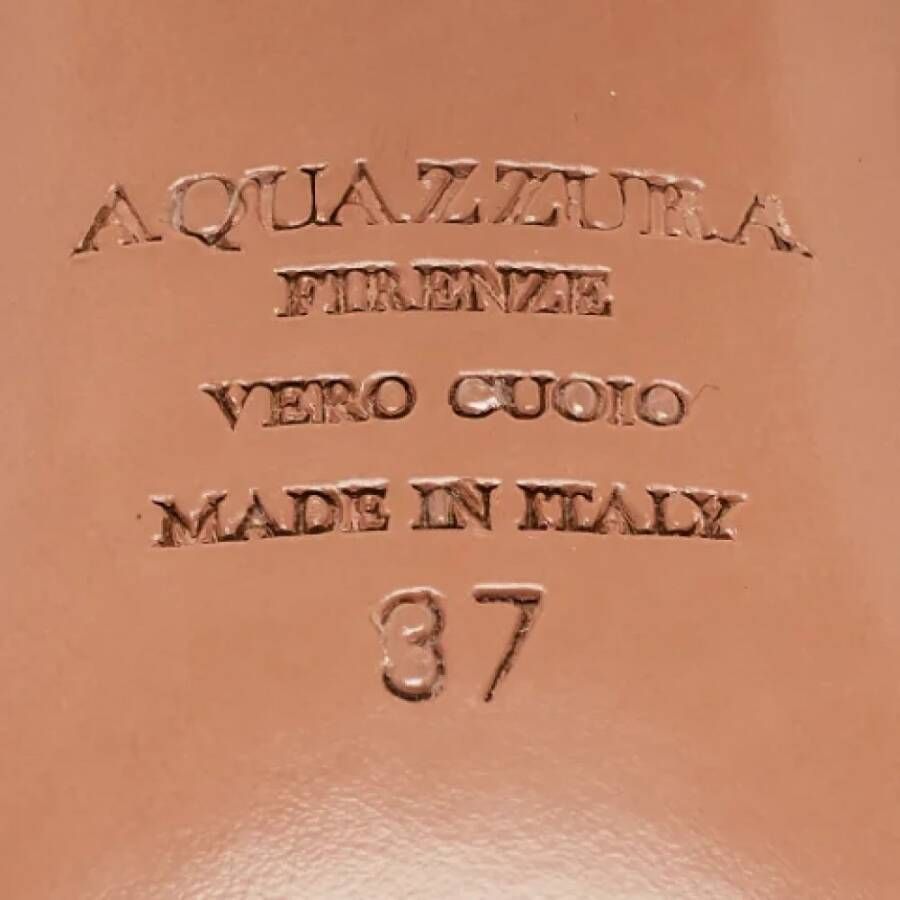 AQUAZZURA
FIRENZE
VERO CUOIO
MADE IN ITALY
37